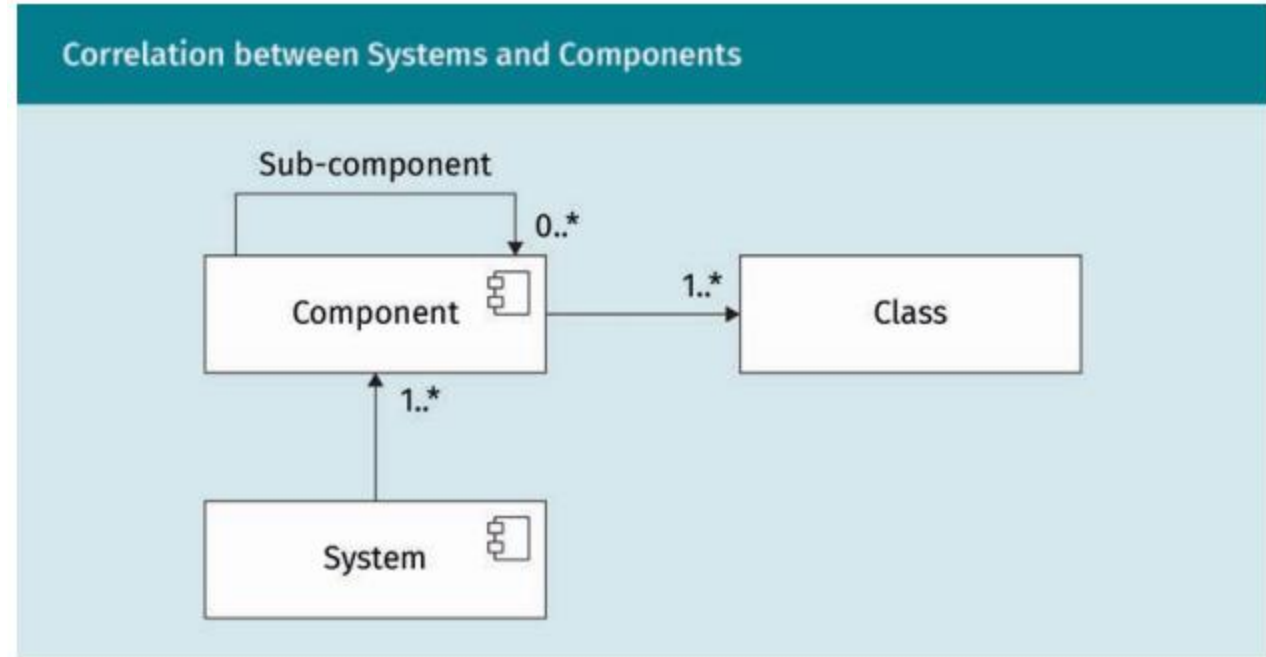 Correlation between Systems and Components
Sub-component
0..*
Component
1..*
Class
1..*
System